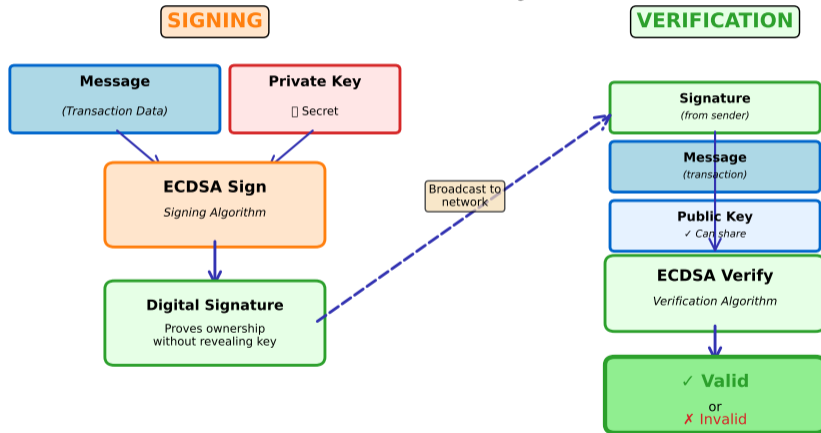 SIGNING
Message
(Transaction Data)
Private Key
Secret
ECDSA Sign
Signing Algorithm
Digital Signature
Proves ownership
without revealing key
Broadcast to
network
VERIFICATION
Signature
(from sender)
Message
(transaction)
Public Key
✓ Can share
ECDSA Verify
Verification Algorithm
✓ Valid
or
✗ Invalid